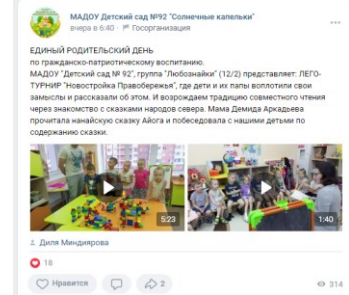 МАДОУ Детский сад №92 "Солнечные капельки"
вчера в 6:40 · Госорганизация
ЕДИНЫЙ РОДИТЕЛЬСКИЙ ДЕНЬ
по гражданско-патриотическому воспитанию.
МАДОУ "Детский сад № 92", группа "Любознайки" (12/2) представляет: ЛЕГО-
ТУРНИР "Новостройка Правобережья", где дети и их папы воплотили свои
замыслы и рассказали об этом. И возрождаем традицию совместного чтения
через знакомство с сказками народов севера. Мама Демида Аркадьева
прочитала нанайскую сказку Айога и побеседовала с нашими детьми по
содержанию сказки.
5:23
1:40
Диля Миндиярова
18
Нравится
2
314